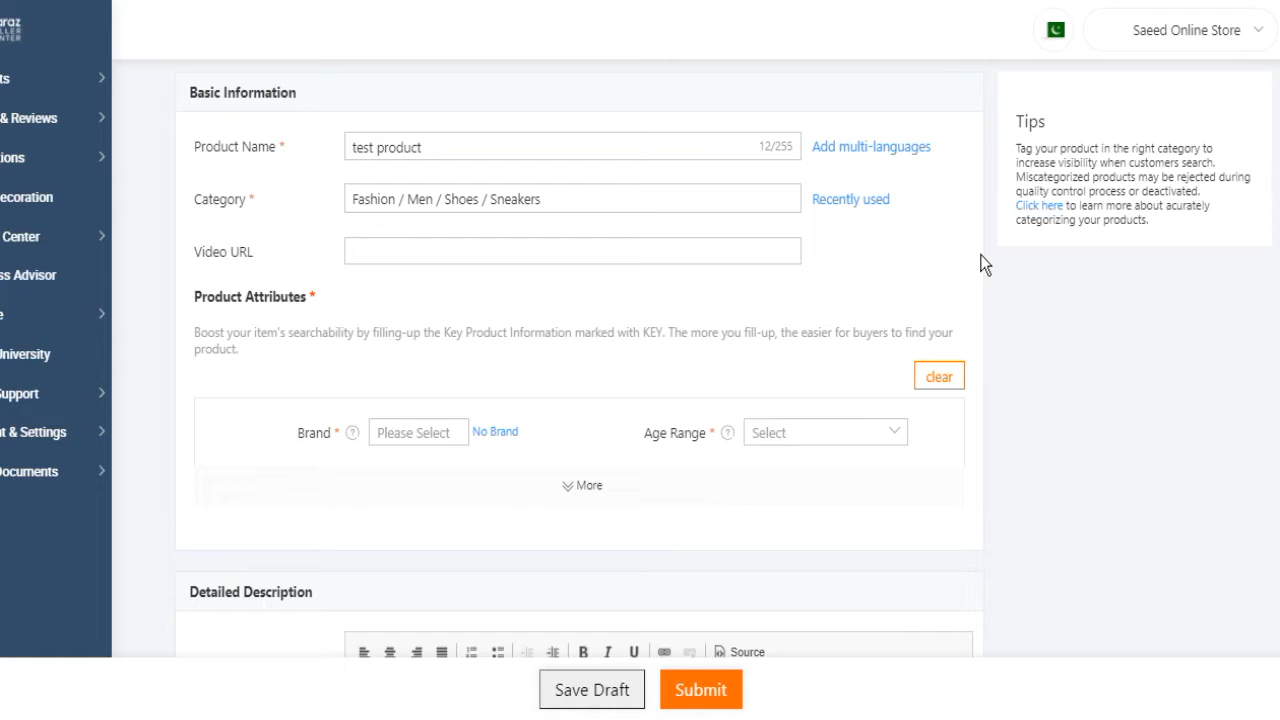 Saeed Online Store
& Reviews
Center
University
Support
& Settings
Documents
Basic Information
Product Name *
test product
12/255
Add multi-languages
Category *
Fashion / Men / Shoes / Sneakers
Recently used
Video URL
Product Attributes *
Boost your item's searchability by filling-up the Key Product Information marked with KEY. The more you fill-up, the easier for buyers to find your
product.
clear
Brand * ?
Please Select
No Brand
Age Range * ?
Select
More
Detailed Description
B I U
Source
Save Draft
Submit
Tips
Tag your product in the right category to
increase visibility when customers search.
Miscategorized products may be rejected during
quality control process or deactivated.
Click here to learn more about acurately
categorizing your products.